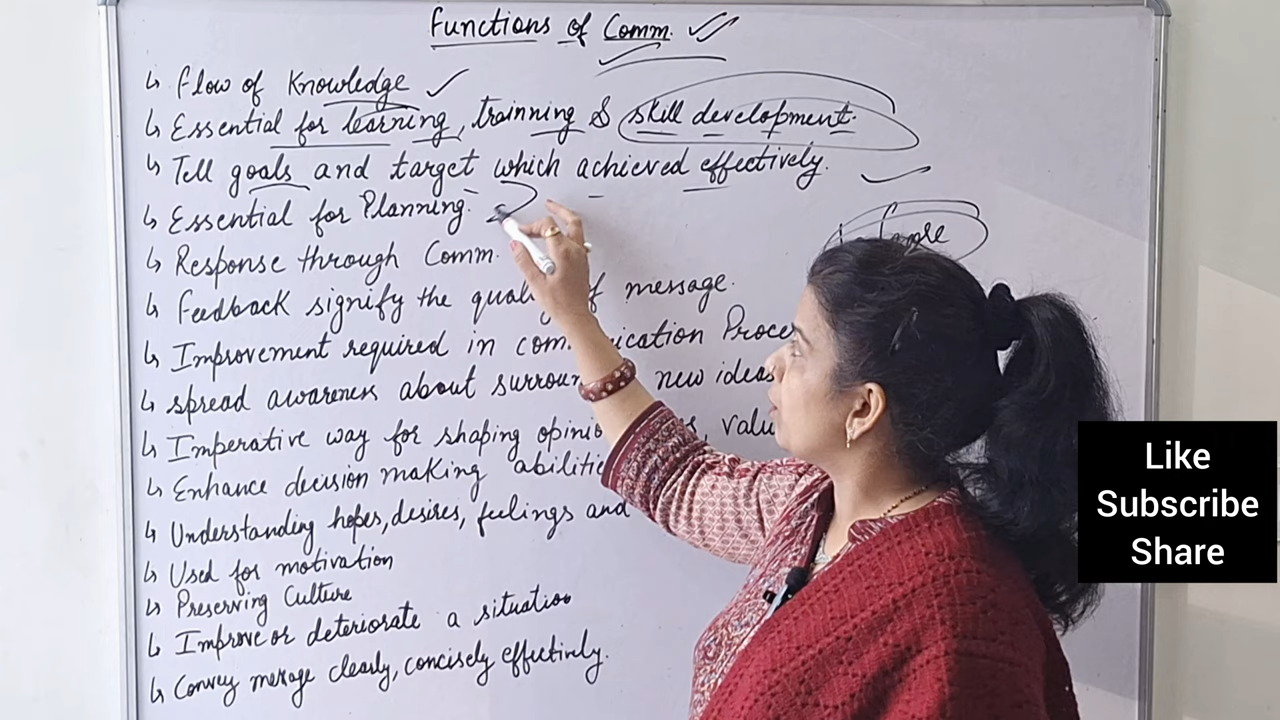 Functions of Comm.
↳ Flow of Knowledge
↳ Essential for learning, trainning & skill development.
↳ Tell goals and target which achieved effectively.
↳ Essential for Planning.
↳ Response through Comm.
↳ Feedback signify the of message.
↳ Improvement required in
↳ spread awareness about new ideas
↳ Imperative way for shaping
↳ Enhance decision making
↳ Understanding hopes, desires, feelings and
↳ Used for motivation
↳ Preserving Culture
↳ Improve or deteriorate a situation
↳ Convey message clearly, concisely effectively.
Like
Subscribe
Share